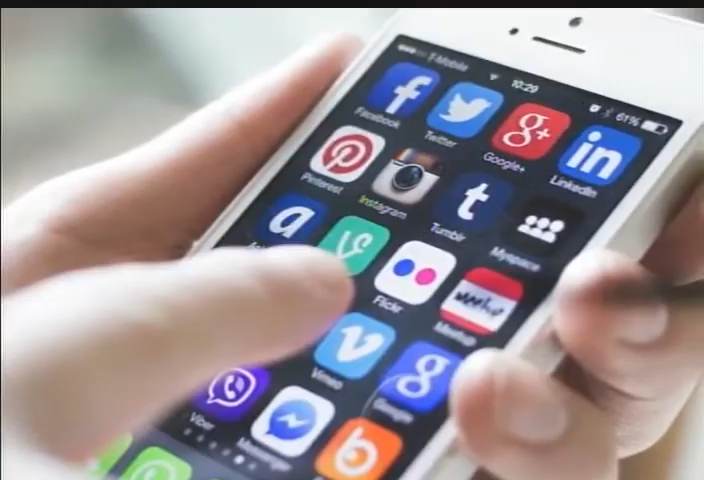 T-Mobile 10:29 61%
Facebook Twitter Google+ LinkedIn
Pinterest Instagram Tumblr Myspace
Flickr Meetup
Vimeo Google
Viber Messenger